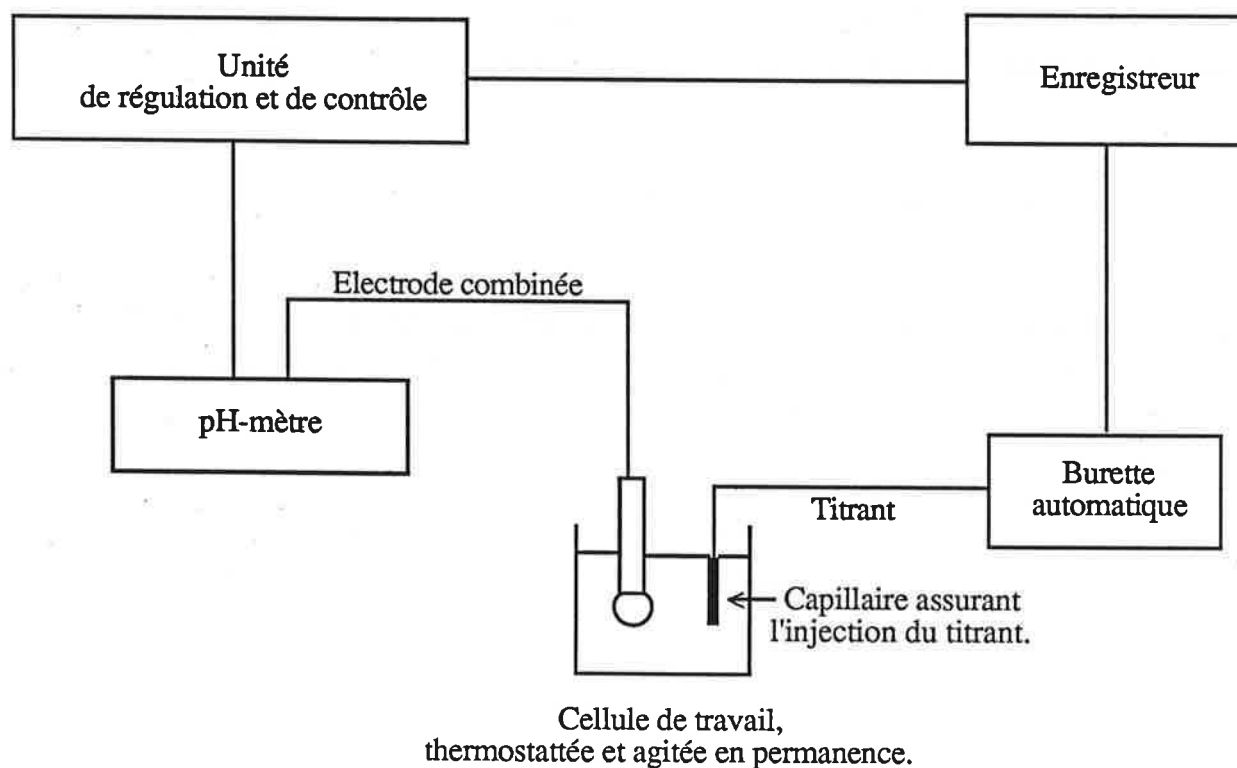 Unité
de régulation et de contrôle
Enregistreur
Electrode combinée
pH-mètre
Burette
automatique
Titrant
Capillaire assurant
l'injection du titrant.
Cellule de travail,
thermostattée et agitée en permanence.